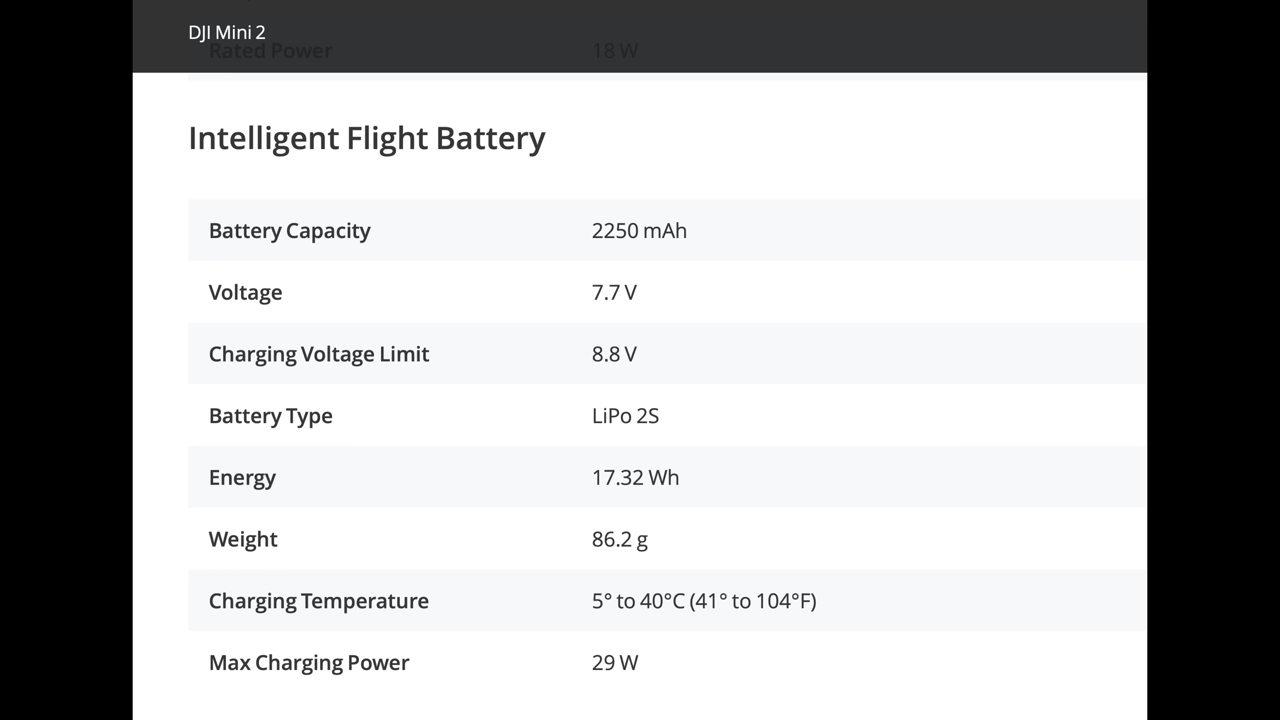 DJI Mini 2
Rated Power 18 W
Intelligent Flight Battery
Battery Capacity 2250 mAh
Voltage 7.7 V
Charging Voltage Limit 8.8 V
Battery Type LiPo 2S
Energy 17.32 Wh
Weight 86.2 g
Charging Temperature 5° to 40°C (41° to 104°F)
Max Charging Power 29 W